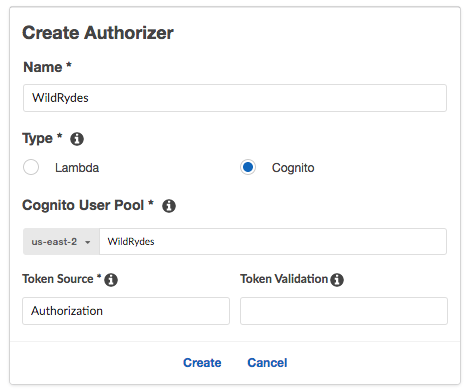 Create Authorizer
Name *
WildRydes
Type *
Lambda Cognito
Cognito User Pool *
us-east-2 WildRydes
Token Source * Token Validation
Authorization
Create Cancel